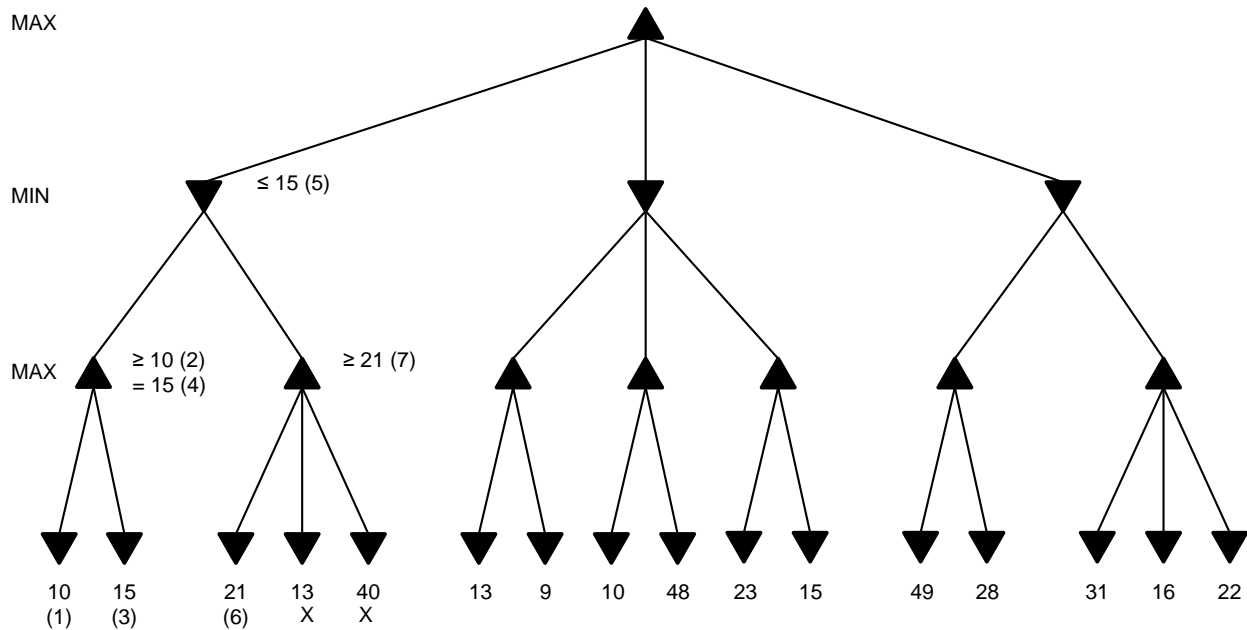 MAX
MIN
≤ 15 (5)
MAX
≥ 10 (2)
= 15 (4)
≥ 21 (7)
10 15 21 13 40 13 9 10 48 23 15 49 28 31 16 22
(1) (3) (6) X X